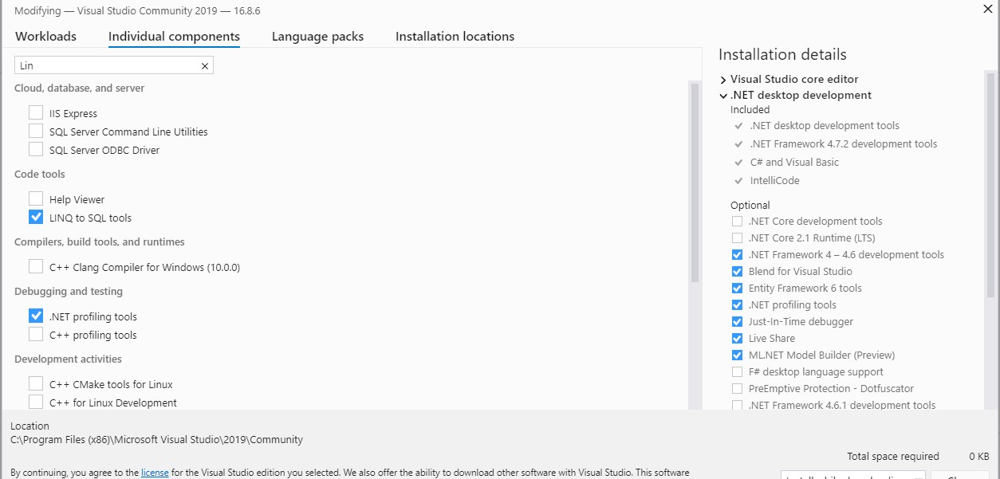 Modifying — Visual Studio Community 2019 — 16.8.6
Workloads Individual components Language packs Installation locations
Lin
Cloud, database, and server
IIS Express
SQL Server Command Line Utilities
SQL Server ODBC Driver
Code tools
Help Viewer
LINQ to SQL tools
Compilers, build tools, and runtimes
C++ Clang Compiler for Windows (10.0.0)
Debugging and testing
.NET profiling tools
C++ profiling tools
Development activities
C++ CMake tools for Linux
C++ for Linux Development
Installation details
Visual Studio core editor
.NET desktop development
Included
.NET desktop development tools
.NET Framework 4.7.2 development tools
C# and Visual Basic
IntelliCode
Optional
.NET Core development tools
.NET Core 2.1 Runtime (LTS)
.NET Framework 4 – 4.6 development tools
Blend for Visual Studio
Entity Framework 6 tools
.NET profiling tools
Just-In-Time debugger
Live Share
ML.NET Model Builder (Preview)
F# desktop language support
PreEmptive Protection - Dotfuscator
.NET Framework 4.6.1 development tools
Location
C:\Program Files (x86)\Microsoft Visual Studio\2019\Community
Total space required 0 KB
By continuing, you agree to the license for the Visual Studio edition you selected. We also offer the ability to download other software with Visual Studio. This software